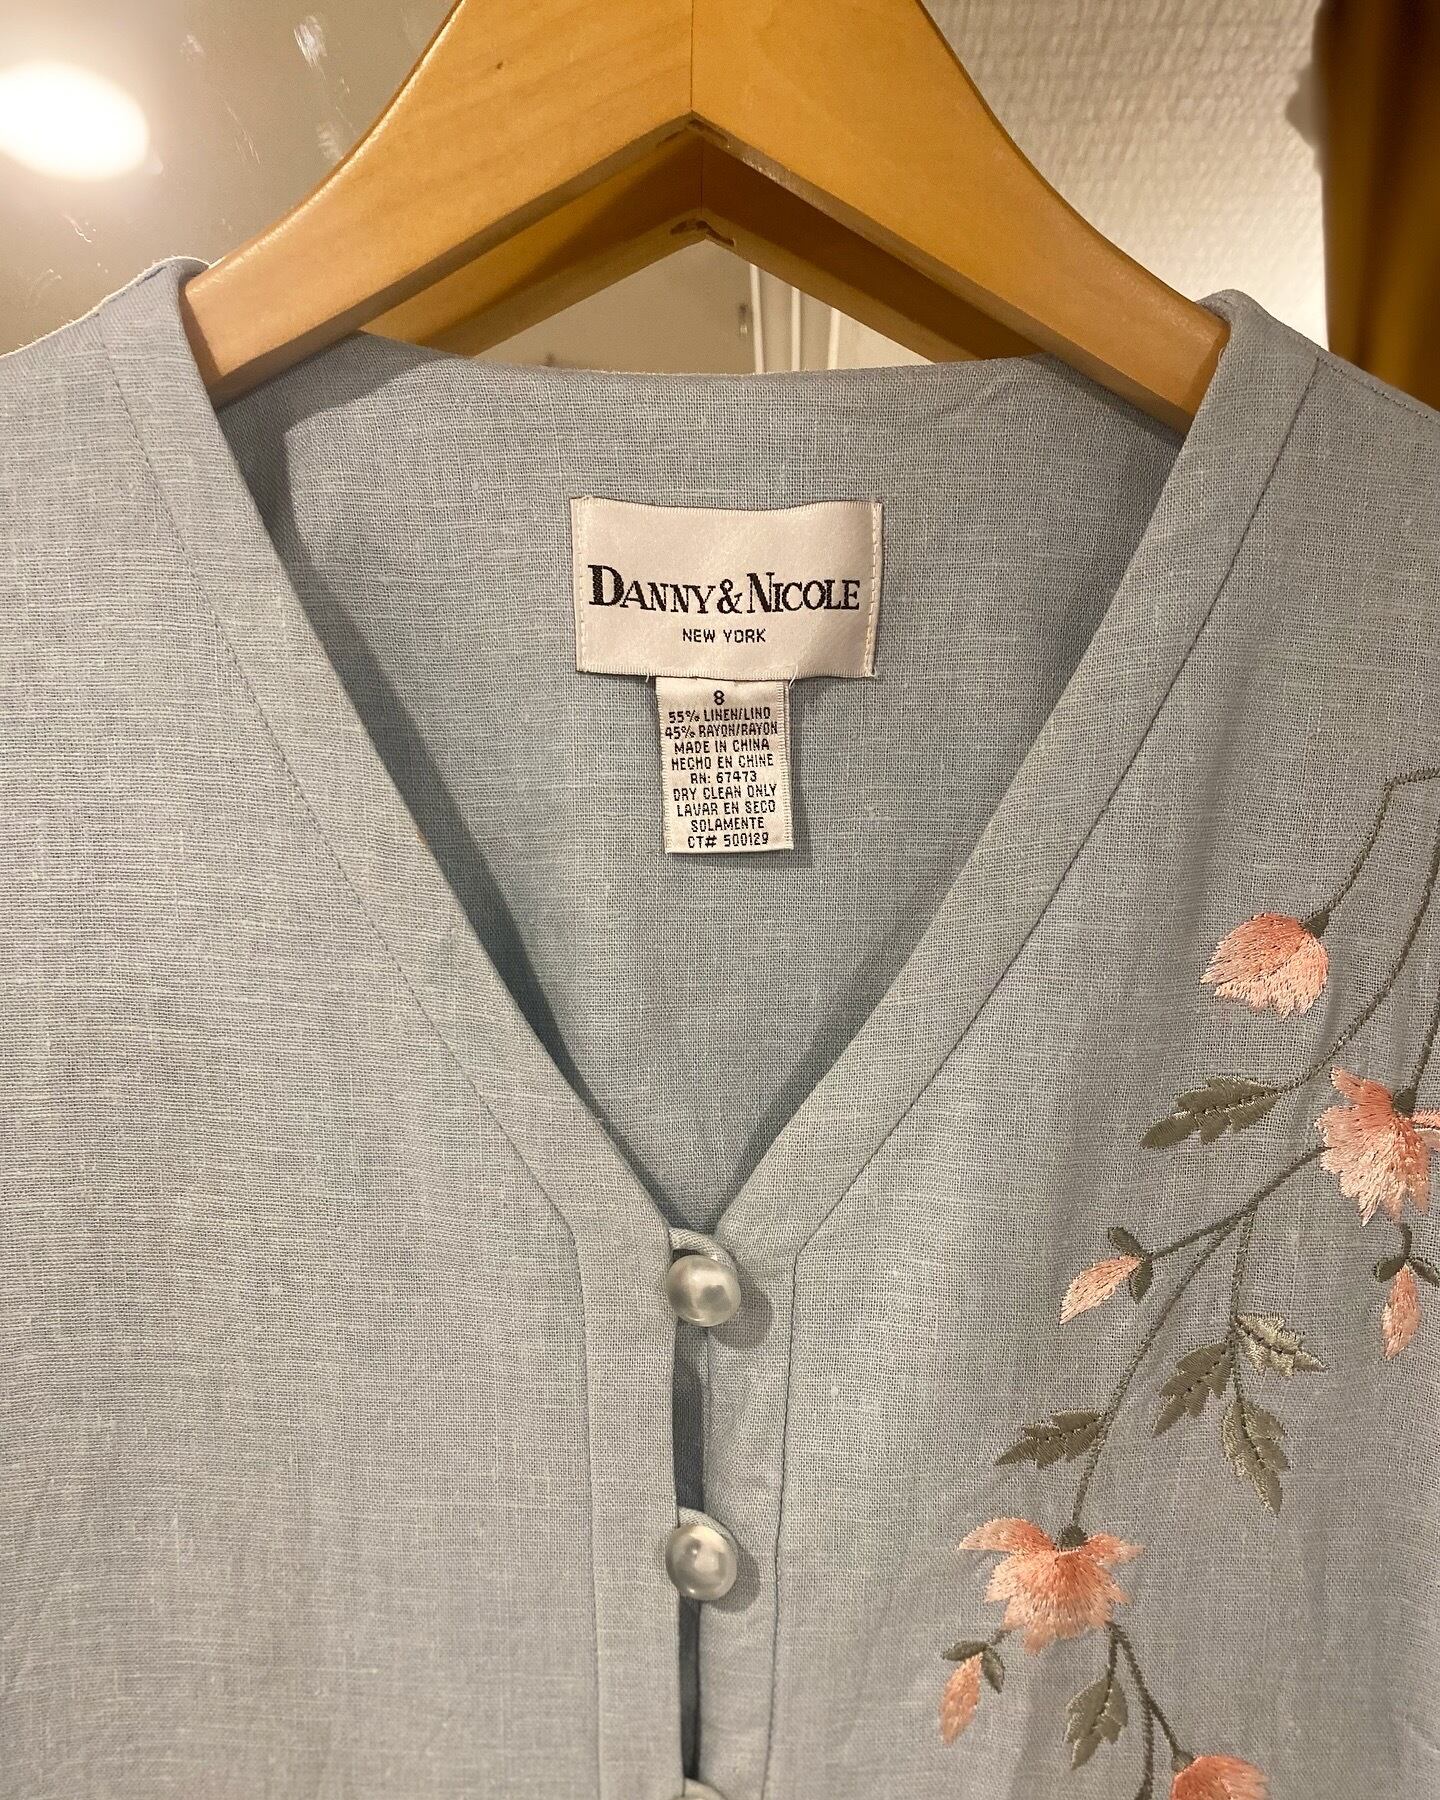 DANNY & NICOLE
NEW YORK
8
55% LINEN/LINO
45% RAYON/RAYON
MADE IN CHINA
HECHO EN CHINE
RN: 67473
DRY CLEAN ONLY
LAVAR EN SECO
SOLAMENTE
CT# 500129